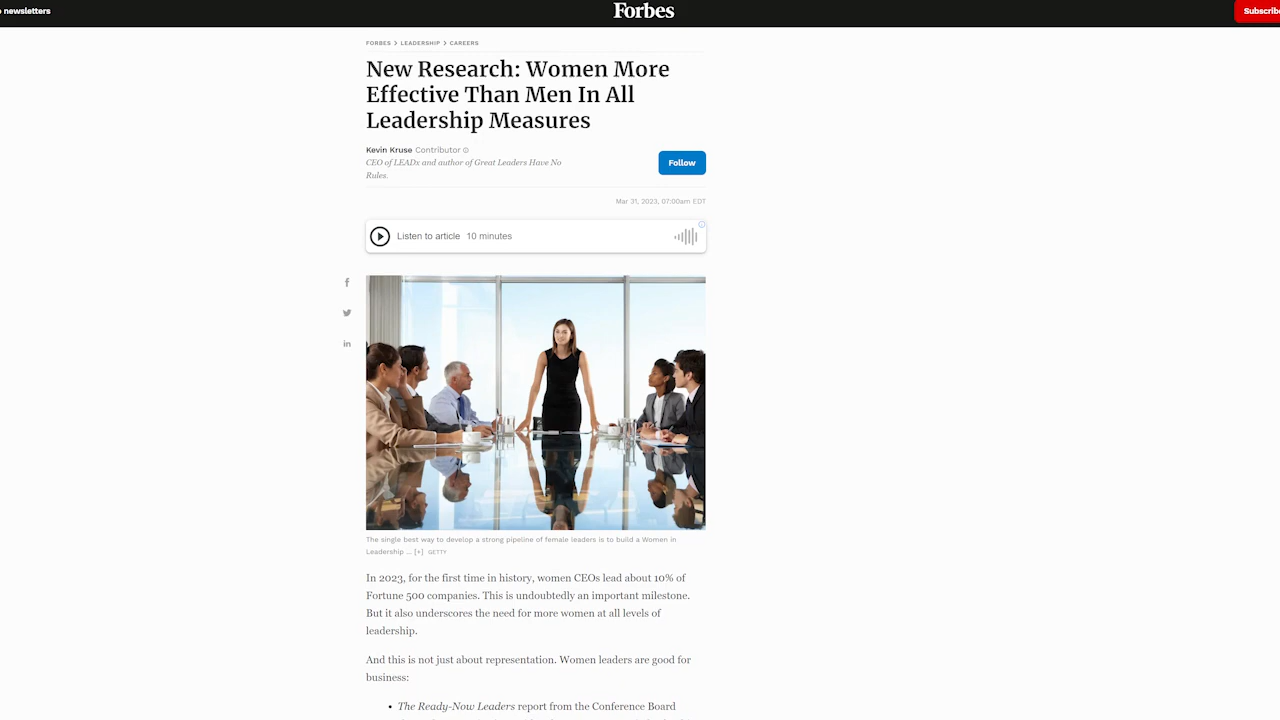 newsletters
Forbes
Subscribe
FORBES > LEADERSHIP > CAREERS
New Research: Women More
Effective Than Men In All
Leadership Measures
Kevin Kruse Contributor
CEO of LEADx and author of Great Leaders Have No
Rules.
Follow
Mar 31, 2023, 07:00am EDT
Listen to article 10 minutes
The single best way to develop a strong pipeline of female leaders is to build a Women in
Leadership ... [+] GETTY
In 2023, for the first time in history, women CEOs lead about 10% of
Fortune 500 companies. This is undoubtedly an important milestone.
But it also underscores the need for more women at all levels of
leadership.
And this is not just about representation. Women leaders are good for
business:
• The Ready-Now Leaders report from the Conference Board